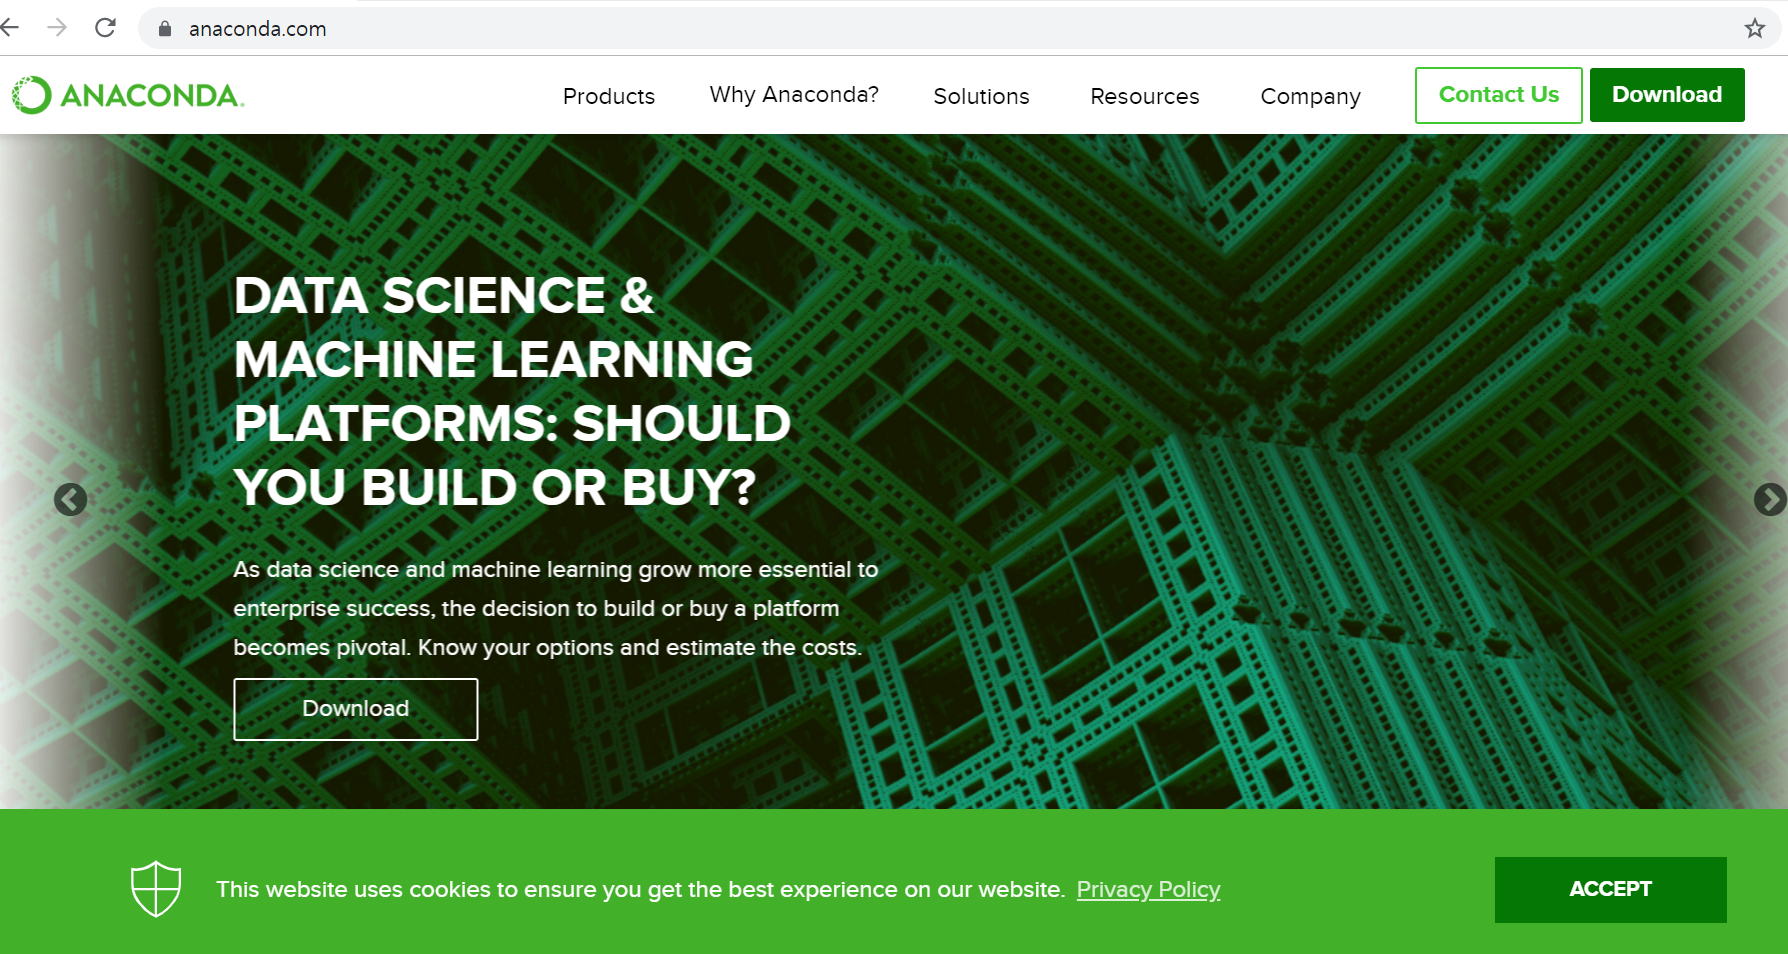 anaconda.com
ANACONDA.
Products Why Anaconda? Solutions Resources Company Contact Us Download
DATA SCIENCE &
MACHINE LEARNING
PLATFORMS: SHOULD
YOU BUILD OR BUY?
As data science and machine learning grow more essential to
enterprise success, the decision to build or buy a platform
becomes pivotal. Know your options and estimate the costs.
Download
This website uses cookies to ensure you get the best experience on our website. Privacy Policy
ACCEPT